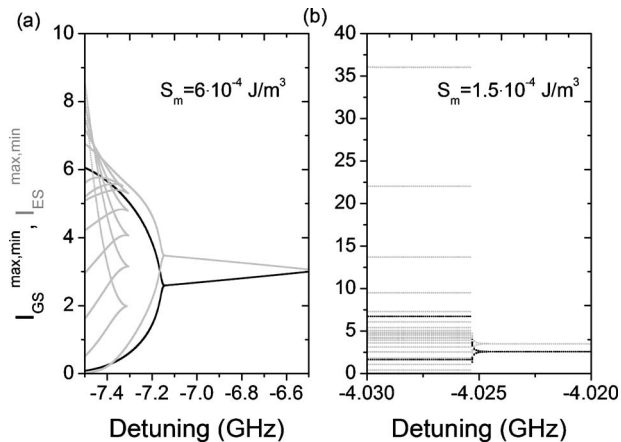 (a)
(b)
10
8
6
4
2
0
S_m=6·10^-4 J/m^3
40
35
30
25
20
15
10
5
0
S_m=1.5·10^-4 J/m^3
I_GS^max,min, I_ES^max,min
-7.4 -7.2 -7.0 -6.8 -6.6
-4.030 -4.025 -4.020
Detuning (GHz)
Detuning (GHz)